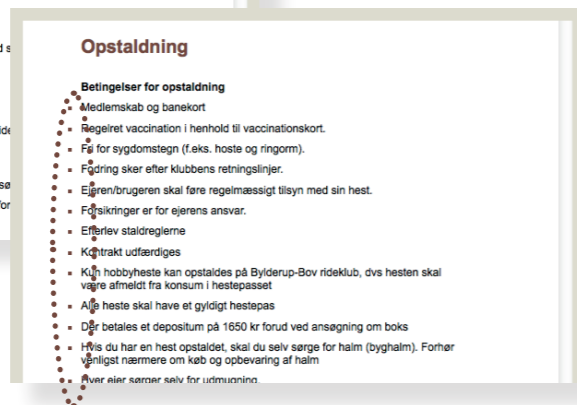 d s
ide
sø
for
Opstaldning
Betingelser for opstaldning
Medlemskab og banekort
Regelret vaccination i henhold til vaccinationskort.
Fri for sygdomstegn (f.eks. hoste og ringorm).
Fodring sker efter klubbens retningslinjer.
Ejeren/brugeren skal føre regelmæssigt tilsyn med sin hest.
Forsikringer er for ejerens ansvar.
Efterlev staldreglerne
Kontrakt udfærdiges
Kun hobbyheste kan opstaldes på Bylderup-Bov rideklub, dvs hesten skal
være afmeldt fra konsum i hestepasset
Alle heste skal have et gyldigt hestepas
Der betales et depositum på 1650 kr forud ved ansøgning om boks
Hvis du har en hest opstaldet, skal du selv sørge for halm (byghalm). Forhør
venligst nærmere om køb og opbevaring af halm
Hver ejer sørger selv for udmugning.